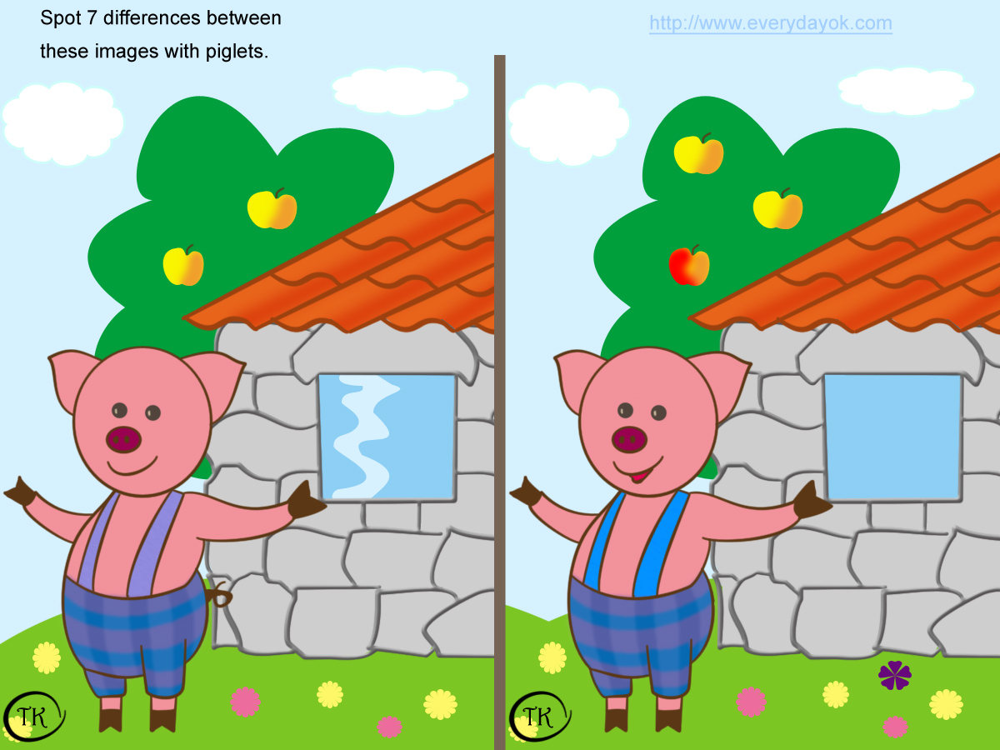 Spot 7 differences between
these images with piglets.
http://www.everydayok.com
TK
TK